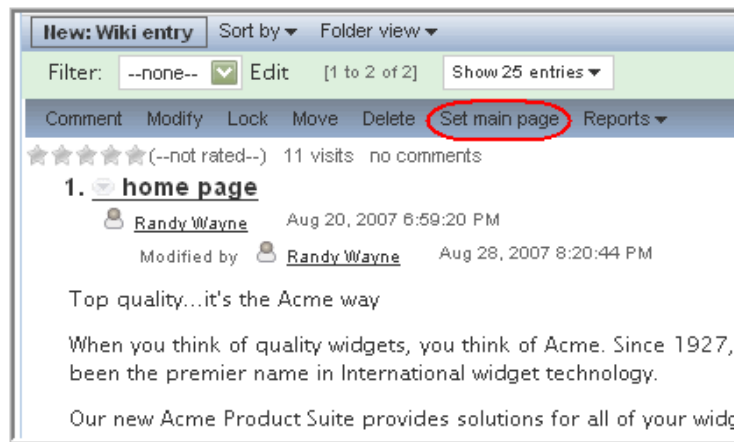 New: Wiki entry Sort by Folder view
Filter: --none-- Edit [1 to 2 of 2] Show 25 entries
Comment Modify Lock Move Delete Set main page Reports
(--not rated--) 11 visits no comments
1. home page
Randy Wayne Aug 20, 2007 6:59:20 PM
Modified by Randy Wayne Aug 28, 2007 8:20:44 PM
Top quality...it's the Acme way
When you think of quality widgets, you think of Acme. Since 1927,
been the premier name in International widget technology.
Our new Acme Product Suite provides solutions for all of your